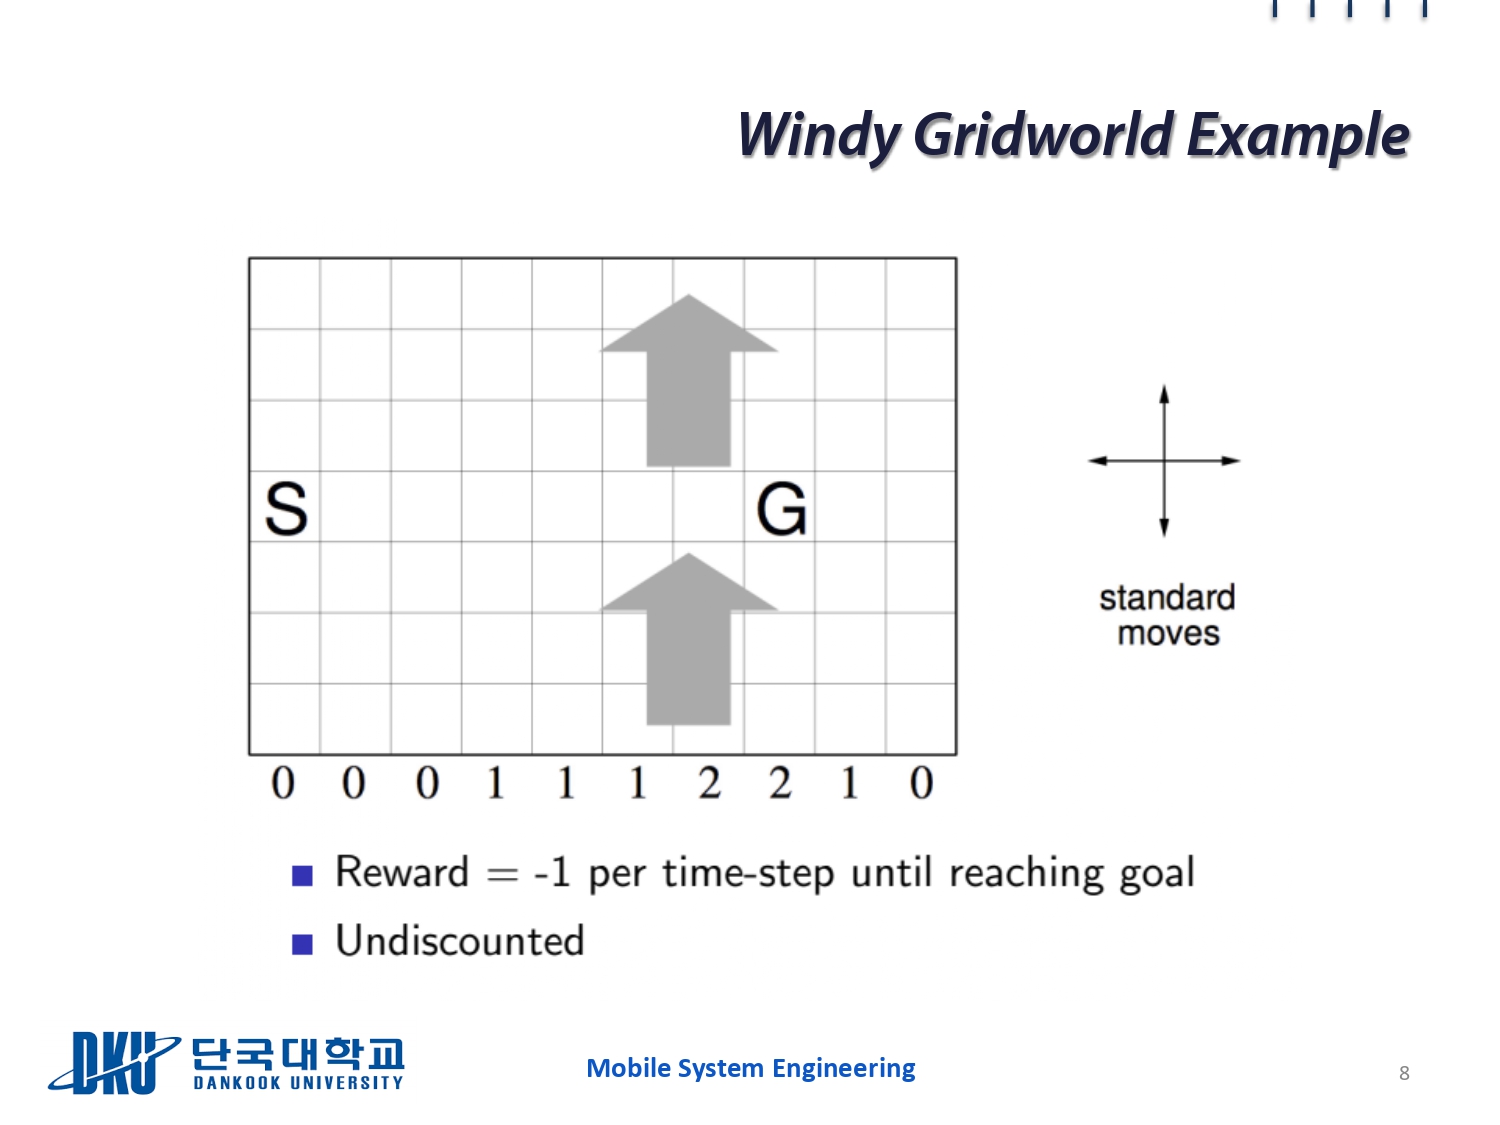 Windy Gridworld Example
S G
standard
moves
0 0 0 1 1 1 2 2 1 0
Reward = -1 per time-step until reaching goal
Undiscounted
DKU 단국대학교
DANKOOK UNIVERSITY
Mobile System Engineering
8